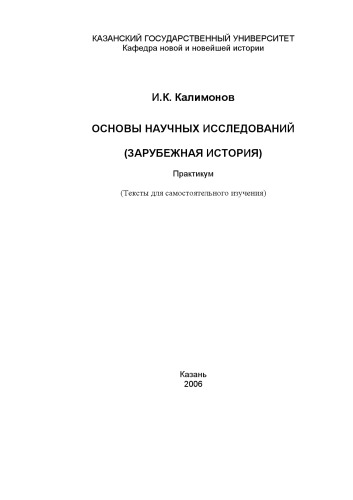 КАЗАНСКИЙ ГОСУДАРСТВЕННЫЙ УНИВЕРСИТЕТ
Кафедра новой и новейшей истории
И.К. Калимонов
ОСНОВЫ НАУЧНЫХ ИССЛЕДОВАНИЙ
(ЗАРУБЕЖНАЯ ИСТОРИЯ)
Практикум
(Тексты для самостоятельного изучения)
Казань
2006